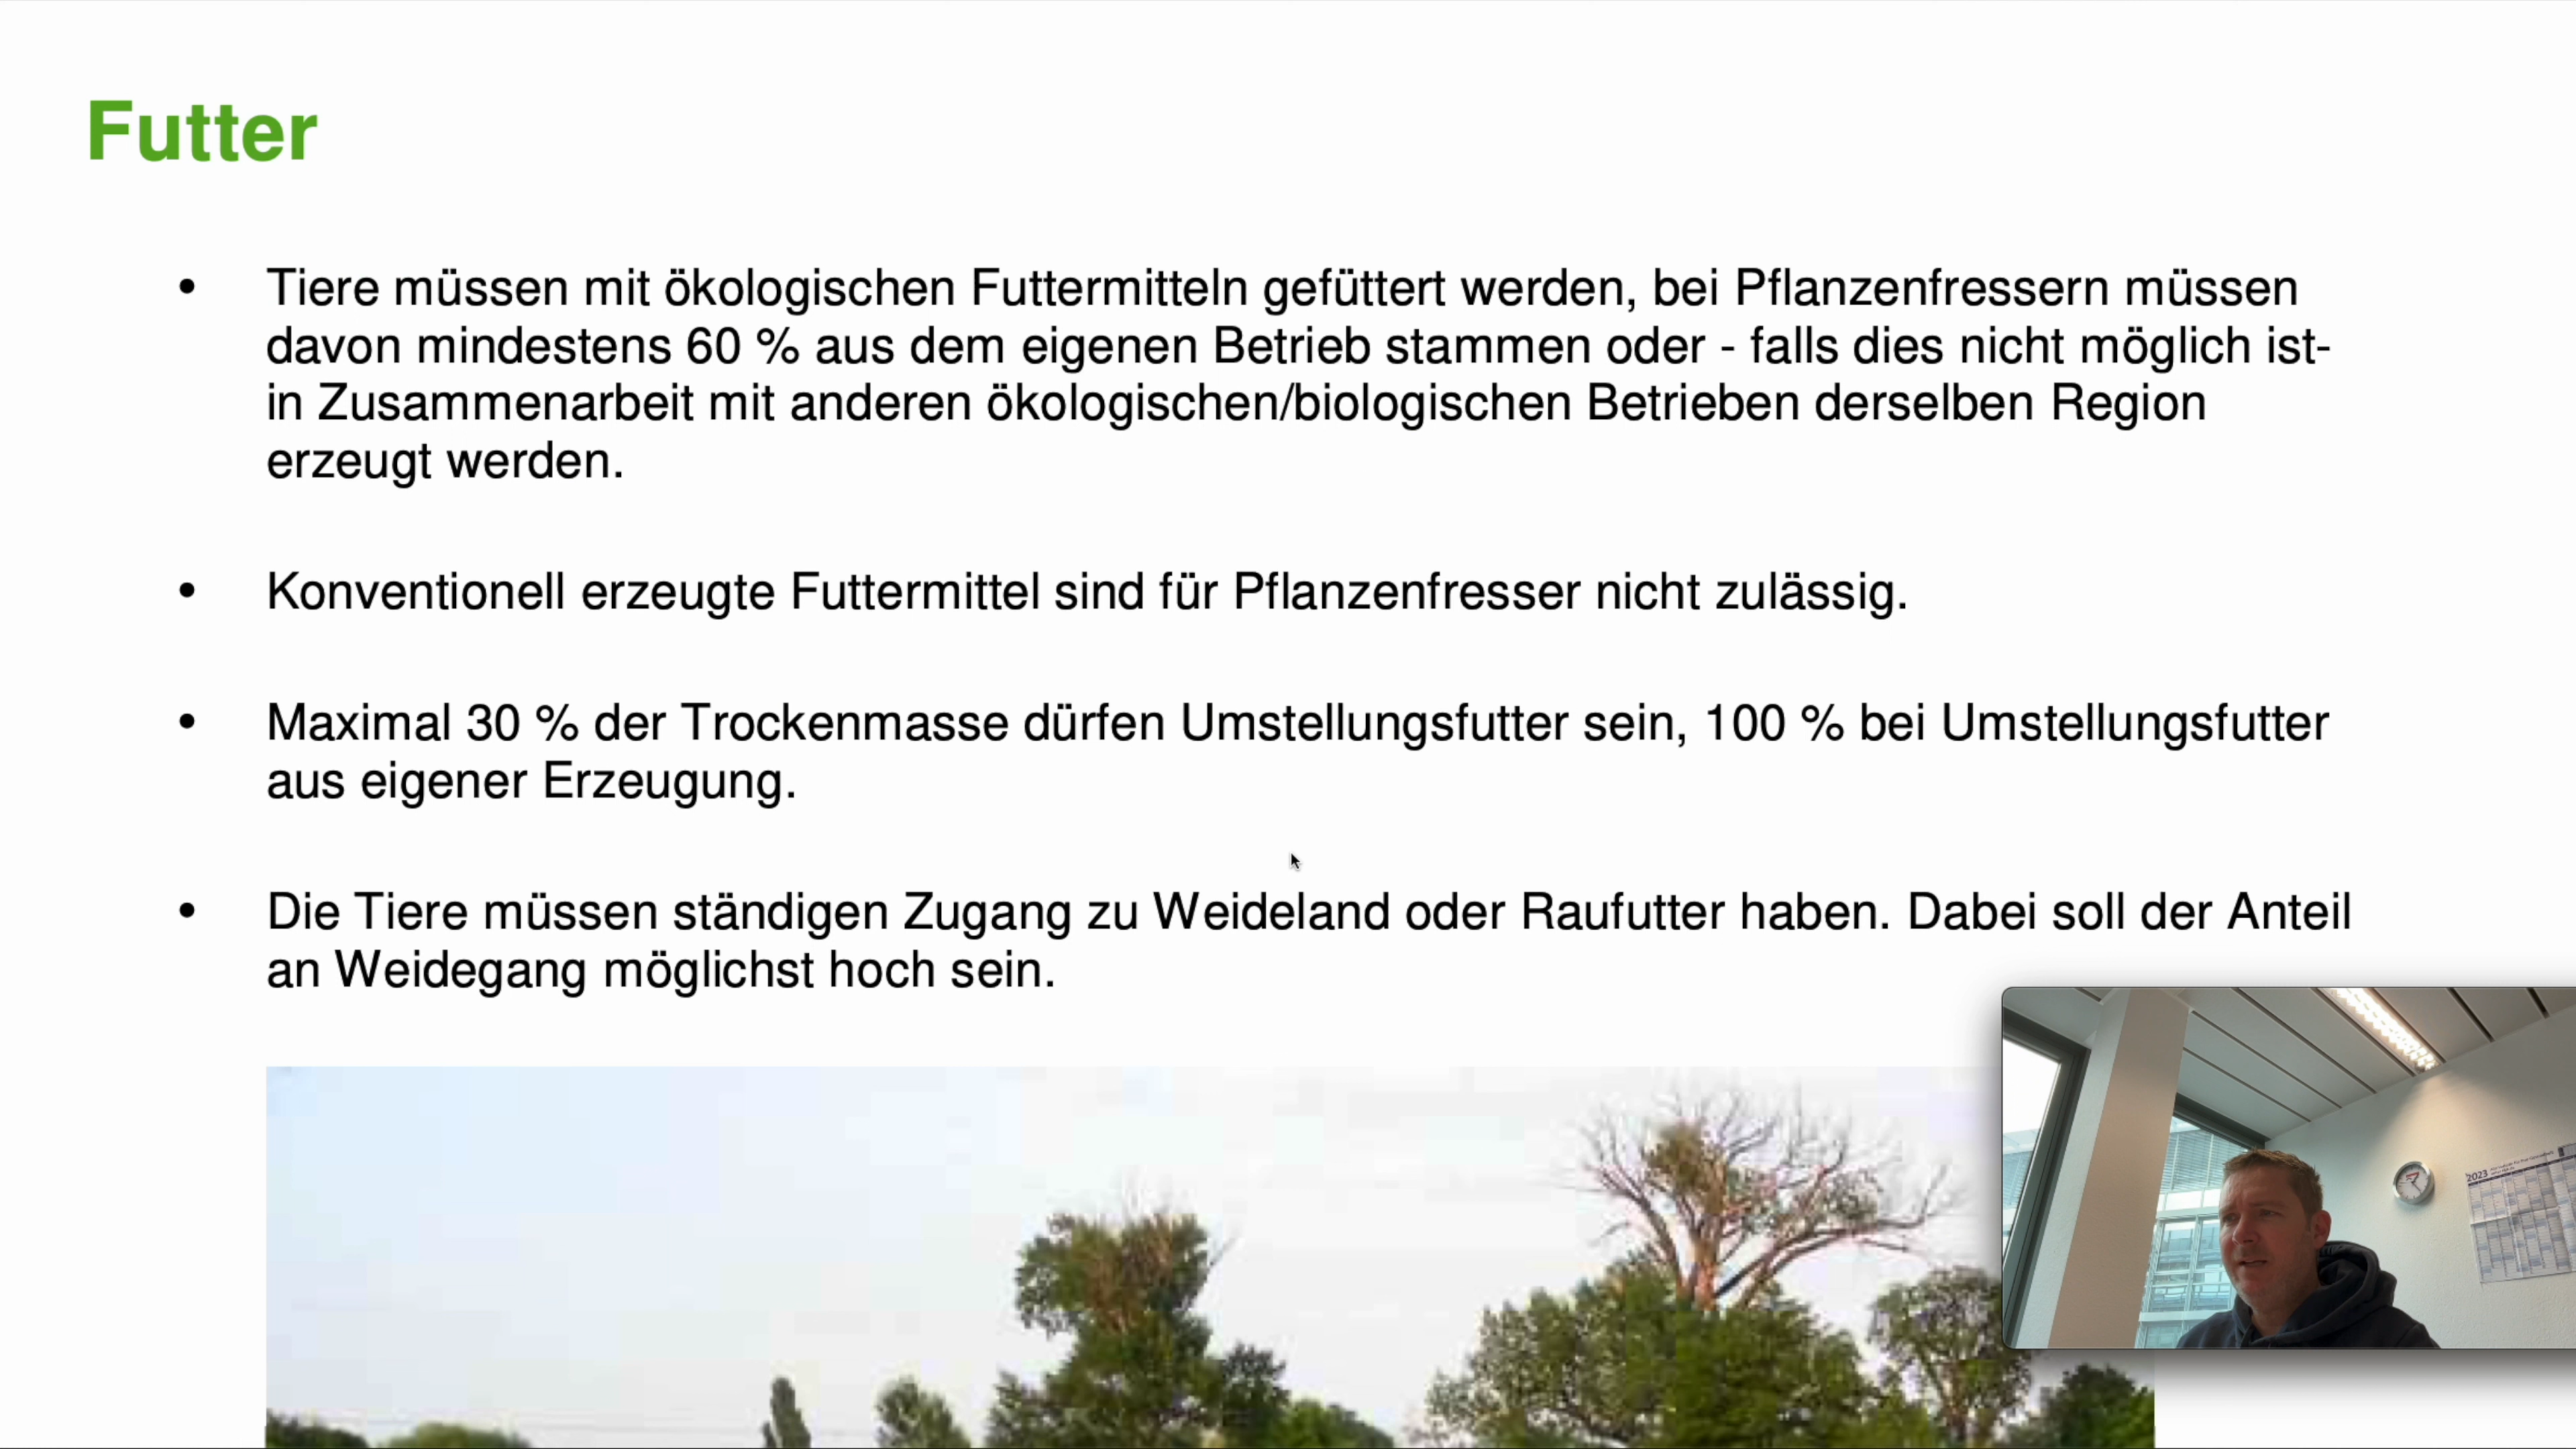 Futter
• Tiere müssen mit ökologischen Futtermitteln gefüttert werden, bei Pflanzenfressern müssen
davon mindestens 60 % aus dem eigenen Betrieb stammen oder - falls dies nicht möglich ist-
in Zusammenarbeit mit anderen ökologischen/biologischen Betrieben derselben Region
erzeugt werden.
• Konventionell erzeugte Futtermittel sind für Pflanzenfresser nicht zulässig.
• Maximal 30 % der Trockenmasse dürfen Umstellungsfutter sein, 100 % bei Umstellungsfutter
aus eigener Erzeugung.
• Die Tiere müssen ständigen Zugang zu Weideland oder Raufutter haben. Dabei soll der Anteil
an Weidegang möglichst hoch sein.
2023